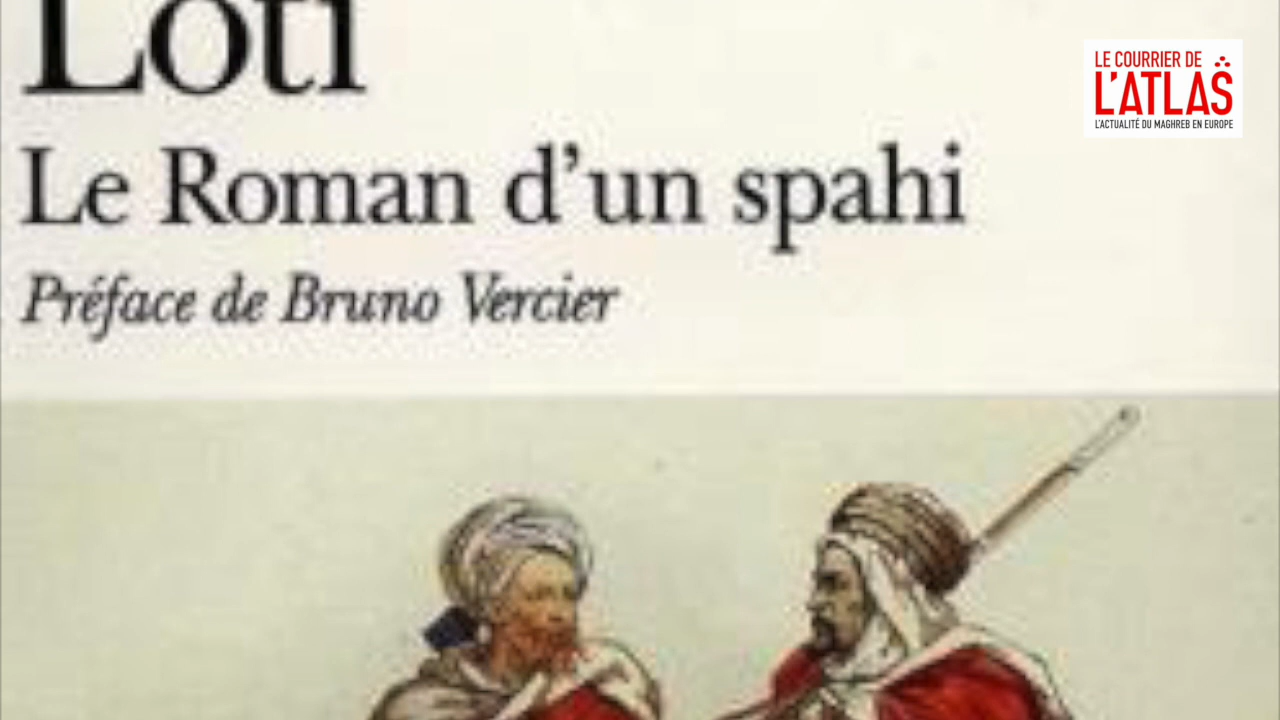 Loti
Le Roman d'un spahi
Préface de Bruno Vercier
LE COURRIER DE
L'ATLAS
L'ACTUALITÉ DU MAGHREB EN EUROPE